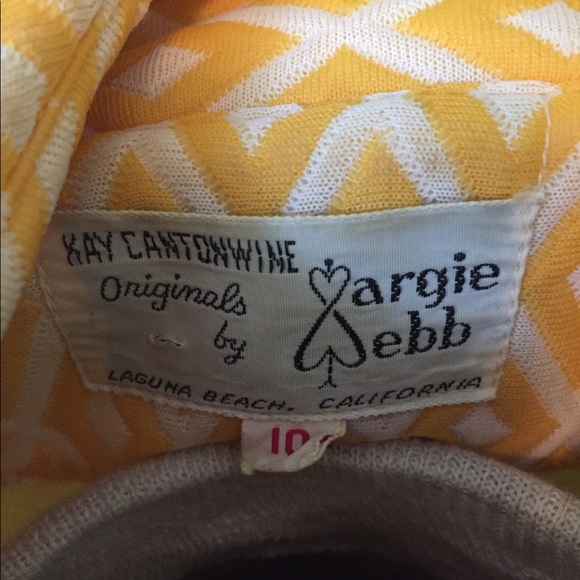 KAY CANTONWINE
Originals
by
Margie
Webb
LAGUNA BEACH, CALIFORNIA
10